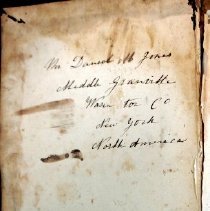 Mr Daniel M Jones
Middle Granville
Wash ton Co
New York
North America